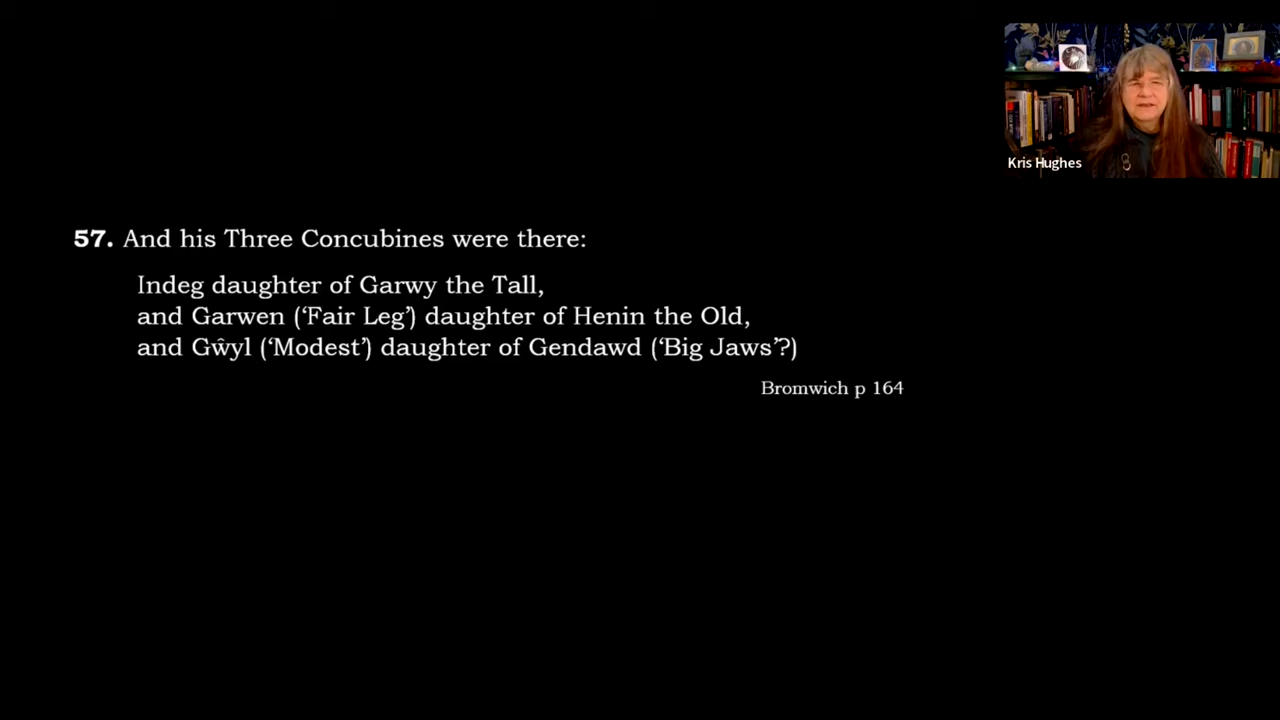 Kris Hughes
57. And his Three Concubines were there:
Indeg daughter of Garwy the Tall,
and Garwen (‘Fair Leg’) daughter of Henin the Old,
and Gŵyl (‘Modest’) daughter of Gendawd (‘Big Jaws’?)
Bromwich p 164